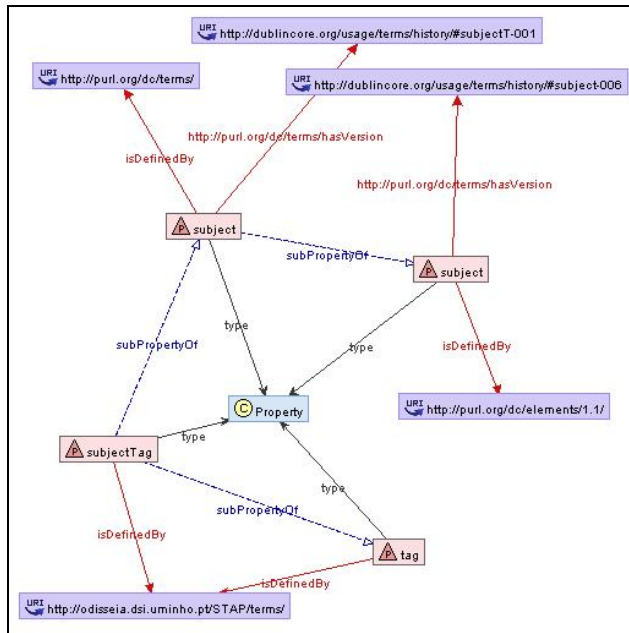 URI http://dublincore.org/usage/terms/history/#subjectT-001
URI http://purl.org/dc/terms/
URI http://dublincore.org/usage/terms/history/#subject-006
http://purl.org/dc/terms/hasVersion
isDefinedBy
http://purl.org/dc/terms/hasVersion
P subject
subPropertyOf
P subject
type
isDefinedBy
subPropertyOf
type
C Property
URI http://purl.org/dc/elements/1.1/
type
P subjectTag
type
subPropertyOf
isDefinedBy
P tag
isDefinedBy
URI http://odisseia.dsi.uminho.pt/STAP/terms/